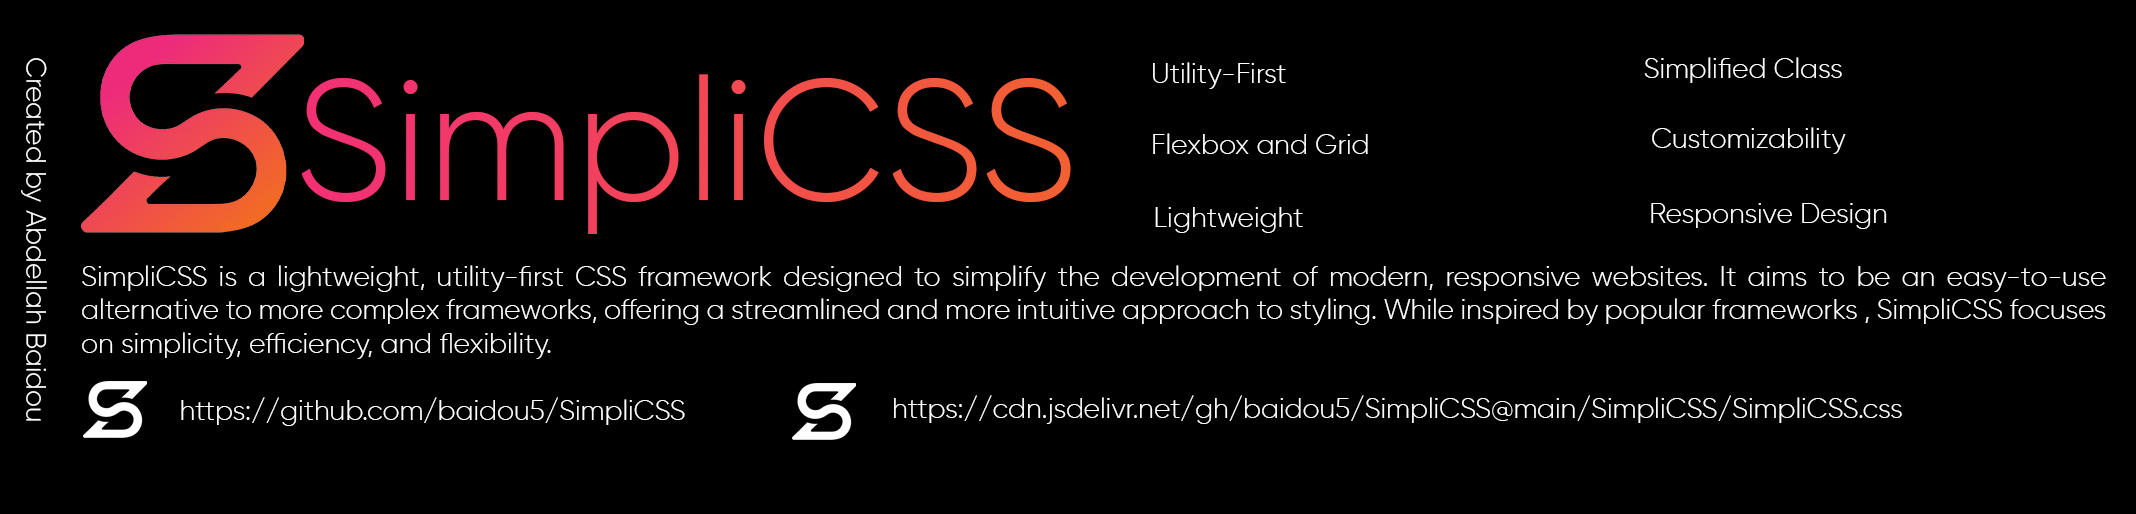 Created by Abdellah Baidou
SimpliCSS
Utility-First
Flexbox and Grid
Lightweight
Simplified Class
Customizability
Responsive Design
SimpliCSS is a lightweight, utility-first CSS framework designed to simplify the development of modern, responsive websites. It aims to be an easy-to-use
alternative to more complex frameworks, offering a streamlined and more intuitive approach to styling. While inspired by popular frameworks , SimpliCSS focuses
on simplicity, efficiency, and flexibility.
https://github.com/baidou5/SimpliCSS
https://cdn.jsdelivr.net/gh/baidou5/SimpliCSS@main/SimpliCSS/SimpliCSS.css